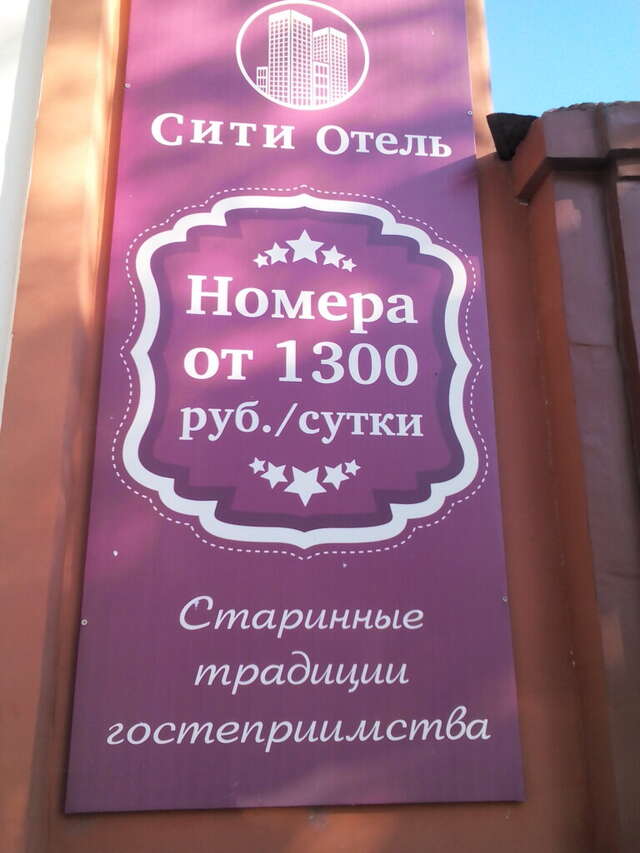 Сити Отель
Номера
от 1300
руб./сутки
Старинные
традиции
гостеприимства